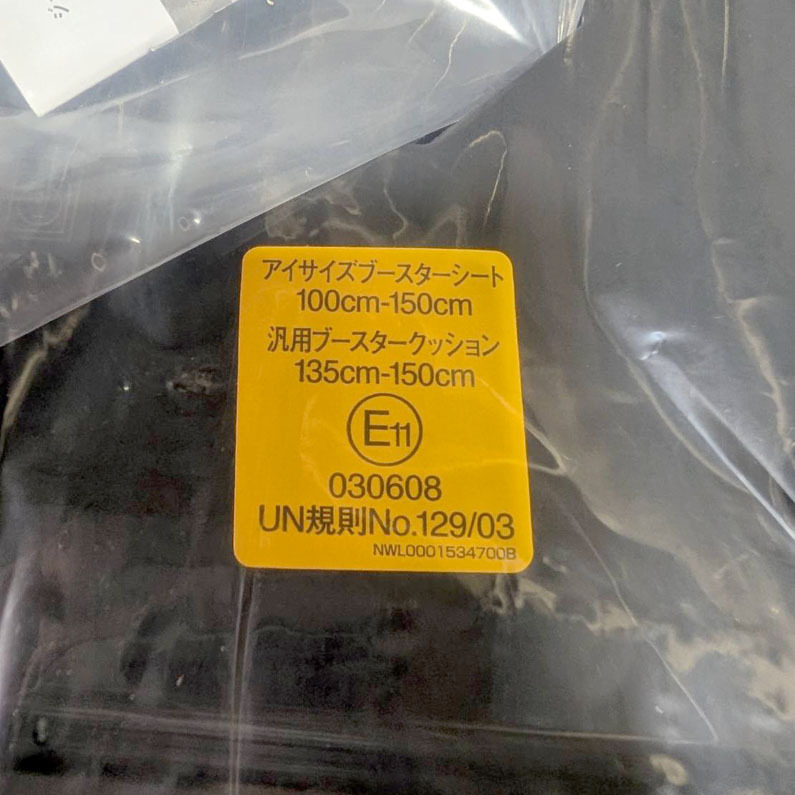 アイサイズブースターシート
100cm-150cm
汎用ブースタークッション
135cm-150cm
E11
030608
UN規則No.129/03
NWL0001534700B